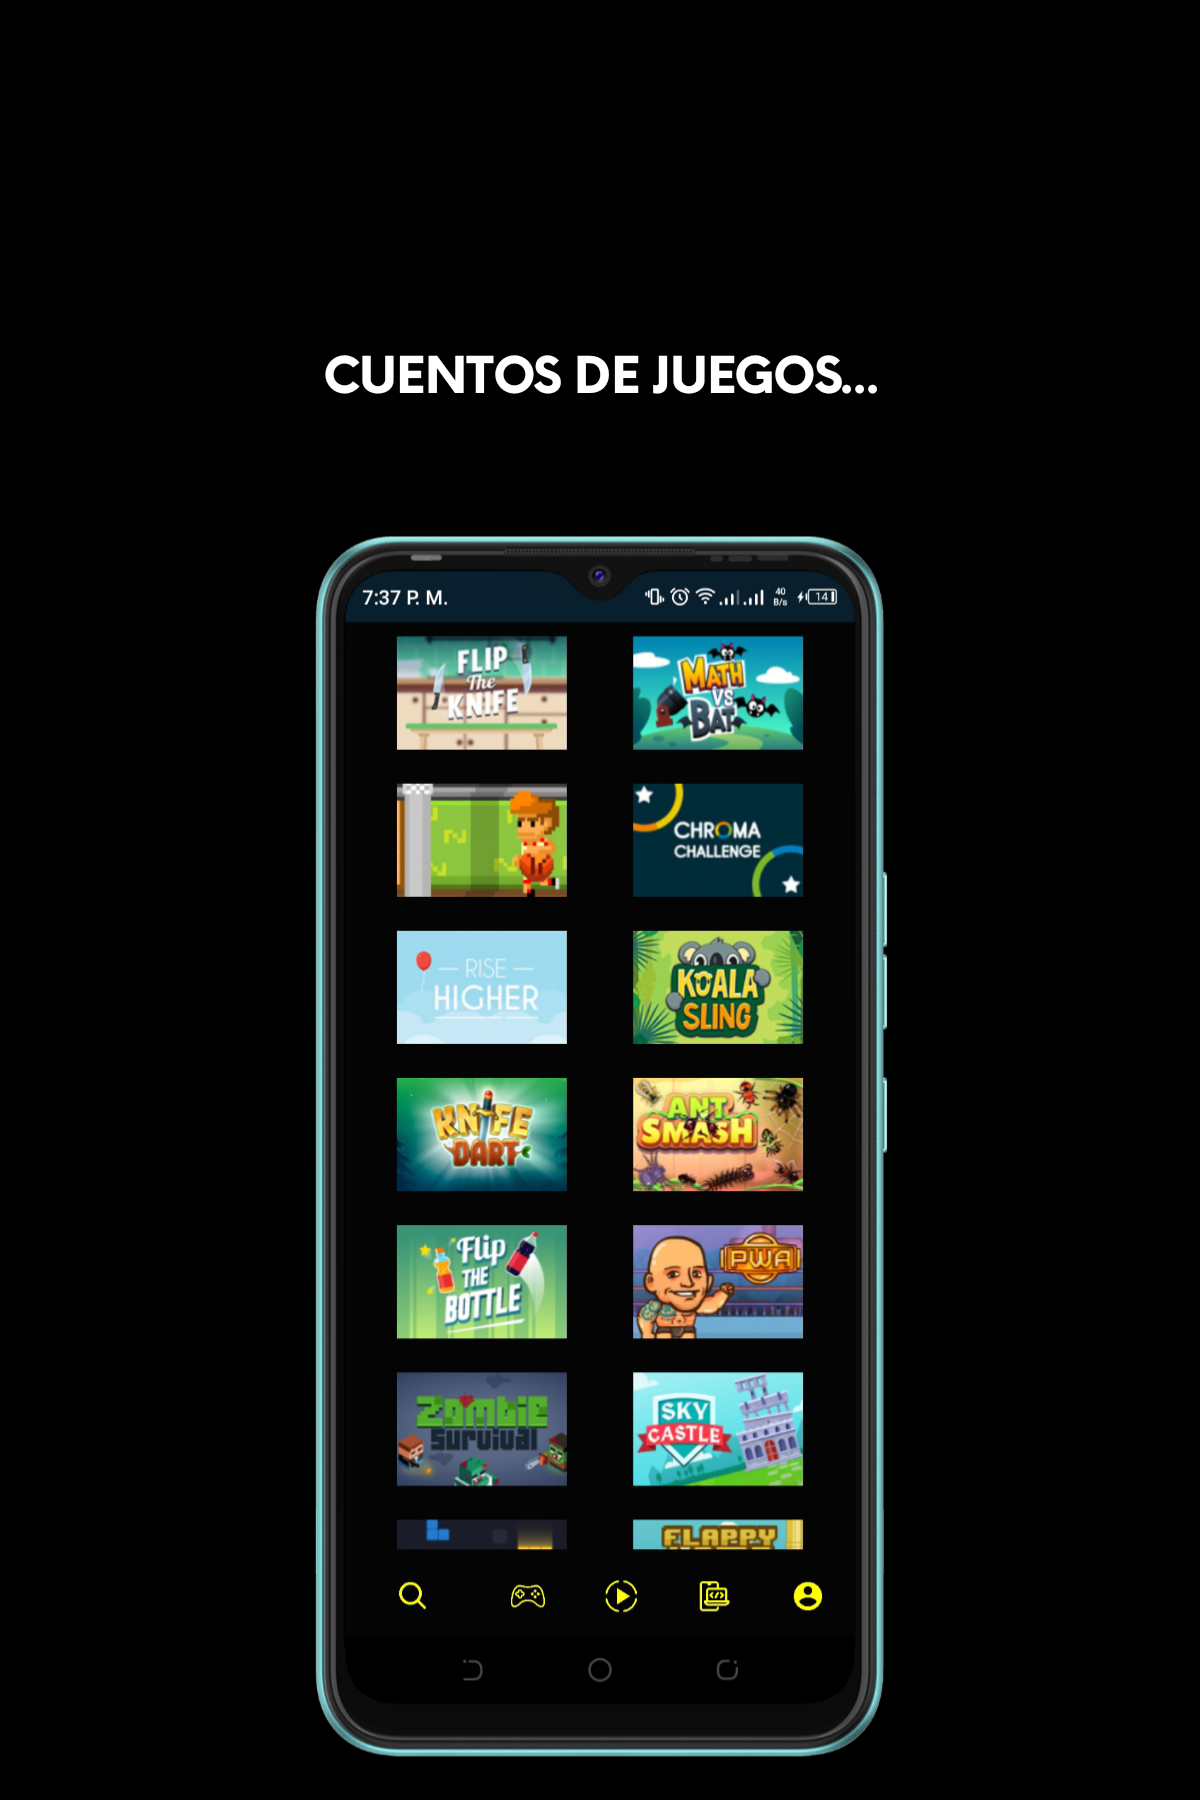 CUENTOS DE JUEGOS...
7:37 P. M.
40
B/s
14
FLIP
The
KNIFE
MATH
VS
BAT
CHROMA
CHALLENGE
RISE
HIGHER
KOALA
SLING
KNIFE
DART
ANT
SMASH
Flip
THE
BOTTLE
PWA
Zombie
Survival
SKY
CASTLE
FLAPPY